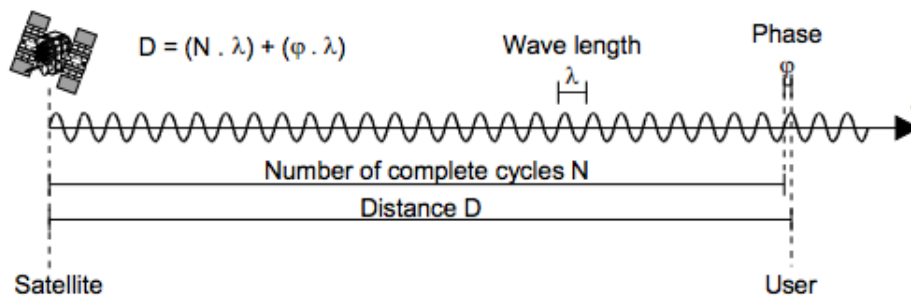 D = (N . λ) + (φ . λ)
Wave length
λ
Phase
φ
Number of complete cycles N
Distance D
Satellite
User